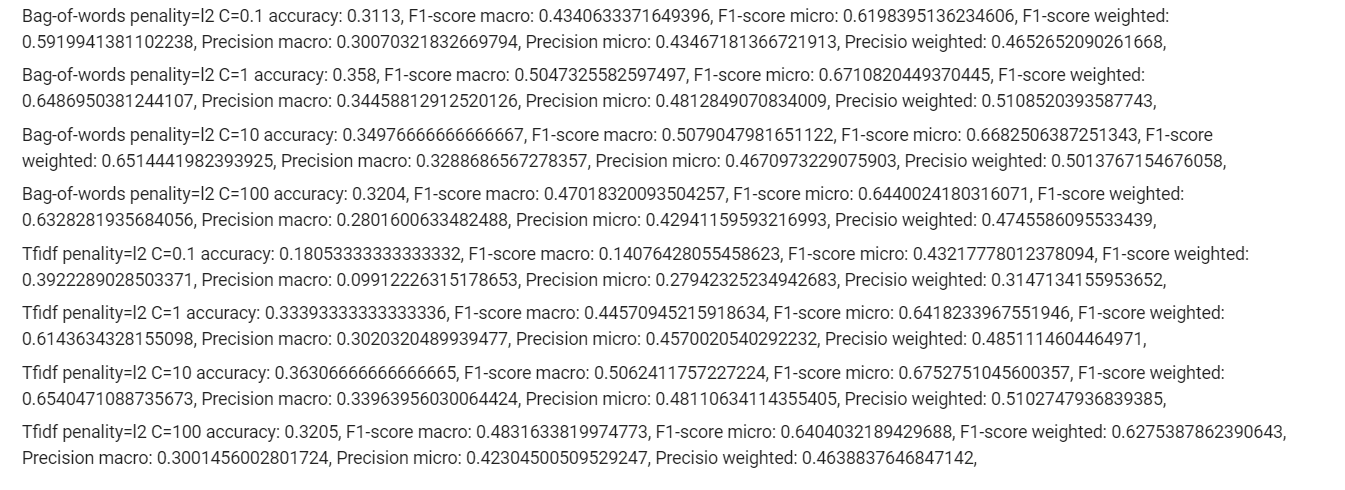 Bag-of-words penality=l2 C=0.1 accuracy: 0.3113, F1-score macro: 0.4340633371649396, F1-score micro: 0.6198395136234606, F1-score weighted:
0.5919941381102238, Precision macro: 0.30070321832669794, Precision micro: 0.43467181366721913, Precisio weighted: 0.4652652090261668,
Bag-of-words penality=l2 C=1 accuracy: 0.358, F1-score macro: 0.5047325582597497, F1-score micro: 0.6710820449370445, F1-score weighted:
0.6486950381244107, Precision macro: 0.34458812912520126, Precision micro: 0.4812849070834009, Precisio weighted: 0.5108520393587743,
Bag-of-words penality=l2 C=10 accuracy: 0.34976666666666667, F1-score macro: 0.5079047981651122, F1-score micro: 0.6682506387251343, F1-score
weighted: 0.6514441982393925, Precision macro: 0.3288686567278357, Precision micro: 0.4670973229075903, Precisio weighted: 0.5013767154676058,
Bag-of-words penality=l2 C=100 accuracy: 0.3204, F1-score macro: 0.47018320093504257, F1-score micro: 0.6440024180316071, F1-score weighted:
0.6328281935684056, Precision macro: 0.2801600633482488, Precision micro: 0.42941159593216993, Precisio weighted: 0.4745586095533439,
Tfidf penality=l2 C=0.1 accuracy: 0.18053333333333332, F1-score macro: 0.14076428055458623, F1-score micro: 0.43217778012378094, F1-score weighted:
0.3922289028503371, Precision macro: 0.09912226315178653, Precision micro: 0.27942325234942683, Precisio weighted: 0.3147134155953652,
Tfidf penality=l2 C=1 accuracy: 0.33393333333333336, F1-score macro: 0.44570945215918634, F1-score micro: 0.6418233967551946, F1-score weighted:
0.6143634328155098, Precision macro: 0.3020320489939477, Precision micro: 0.4570020540292232, Precisio weighted: 0.4851114604464971,
Tfidf penality=l2 C=10 accuracy: 0.36306666666666665, F1-score macro: 0.5062411757227224, F1-score micro: 0.6752751045600357, F1-score weighted:
0.6540471088735673, Precision macro: 0.33963956030064424, Precision micro: 0.48110634114355405, Precisio weighted: 0.5102747936839385,
Tfidf penality=l2 C=100 accuracy: 0.3205, F1-score macro: 0.4831633819974773, F1-score micro: 0.6404032189429688, F1-score weighted: 0.6275387862390643,
Precision macro: 0.3001456002801724, Precision micro: 0.42304500509529247, Precisio weighted: 0.4638837646847142,